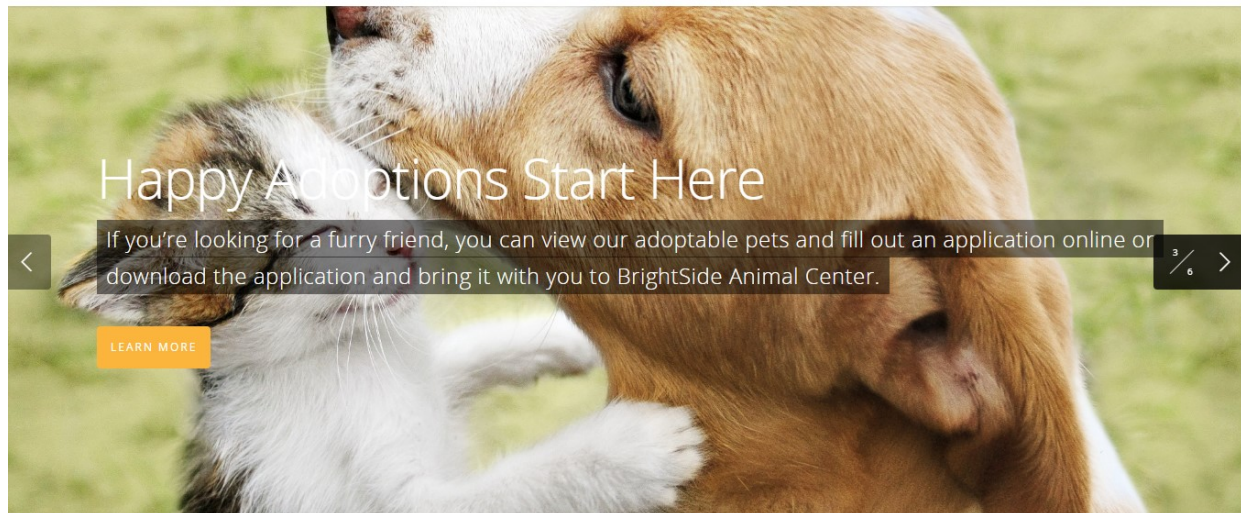 Happy Adoptions Start Here
If you’re looking for a furry friend, you can view our adoptable pets and fill out an application online or
download the application and bring it with you to BrightSide Animal Center.
3/6
LEARN MORE